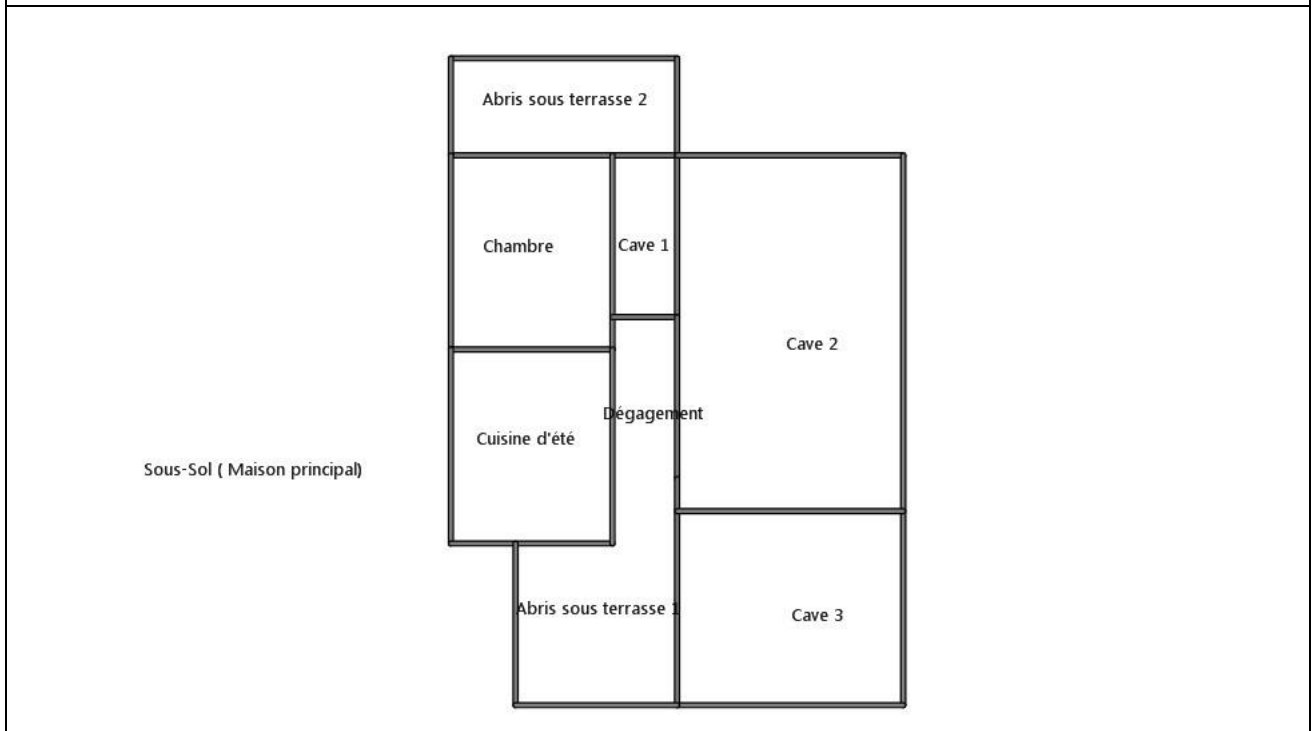 Abris sous terrasse 2
Chambre
Cave 1
Cave 2
Dégagement
Cuisine d'été
Sous-Sol ( Maison principal)
Abris sous terrasse 1
Cave 3